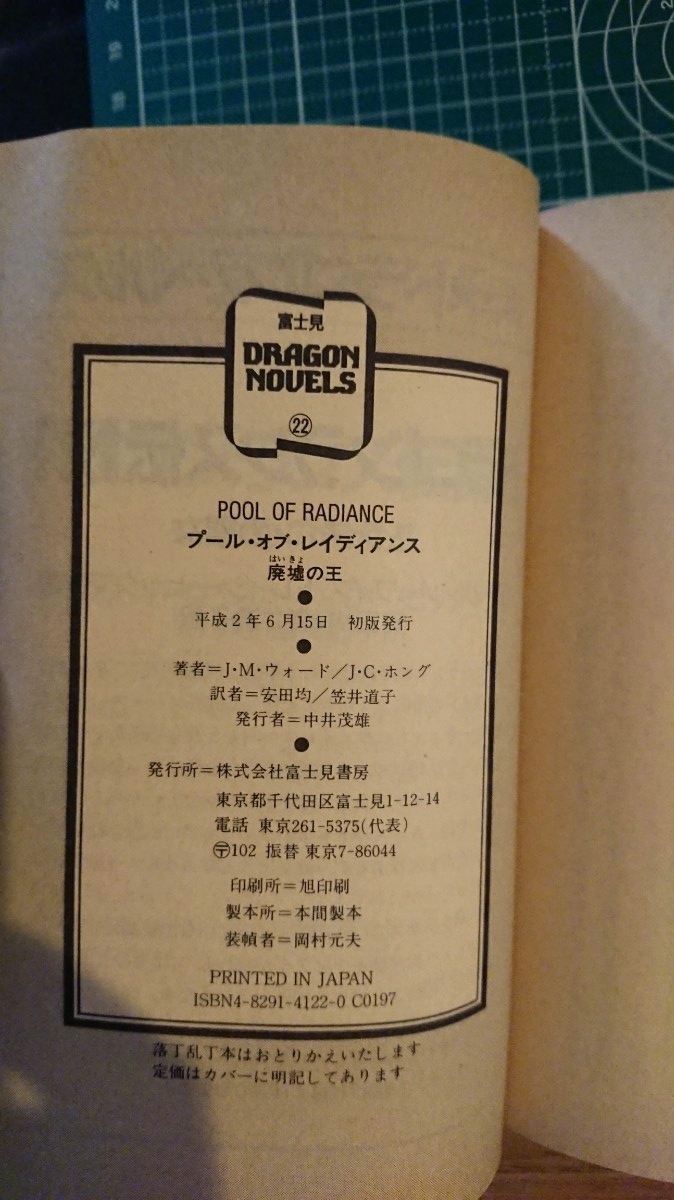 富士見
DRAGON
NOVELS
㉒
POOL OF RADIANCE
プール・オブ・レイディアンス
はいきょ
廃墟の王
●
平成2年6月15日 初版発行
●
著者=J・M・ウォード/J・C・ホング
訳者=安田均/笠井道子
発行者=中井茂雄
●
発行所=株式会社富士見書房
東京都千代田区富士見1-12-14
電話 東京261-5375(代表)
〶102 振替 東京7-86044
印刷所=旭印刷
製本所=本間製本
装幀者=岡村元夫
PRINTED IN JAPAN
ISBN4-8291-4122-0 C0197
落丁乱丁本はおとりかえいたします
定価はカバーに明記してあります